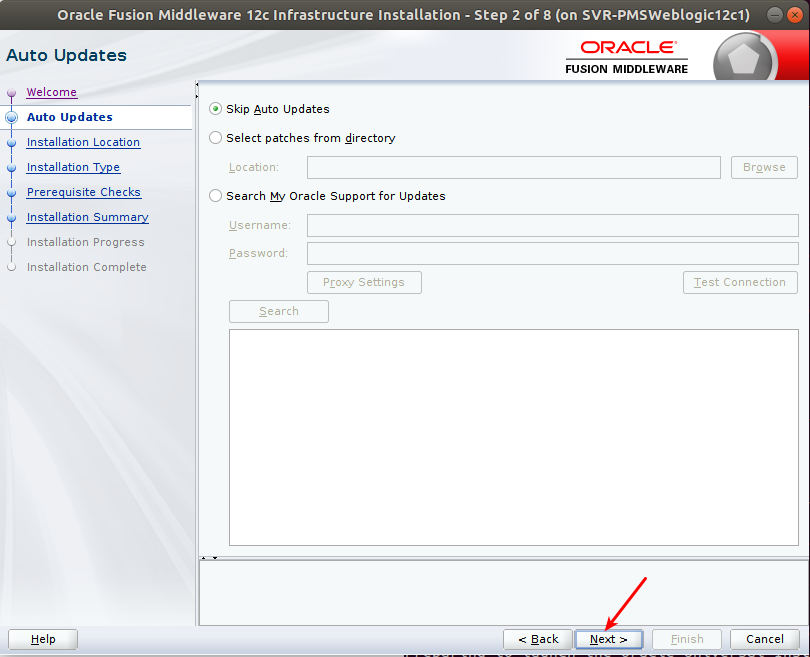 Oracle Fusion Middleware 12c Infrastructure Installation - Step 2 of 8 (on SVR-PMSWeblogic12c1)
Auto Updates
ORACLE®
FUSION MIDDLEWARE
Welcome
Auto Updates
Installation Location
Installation Type
Prerequisite Checks
Installation Summary
Installation Progress
Installation Complete
Skip Auto Updates
Select patches from directory
Location:
Browse
Search My Oracle Support for Updates
Username:
Password:
Proxy Settings
Test Connection
Search
Help
< Back
Next >
Finish
Cancel